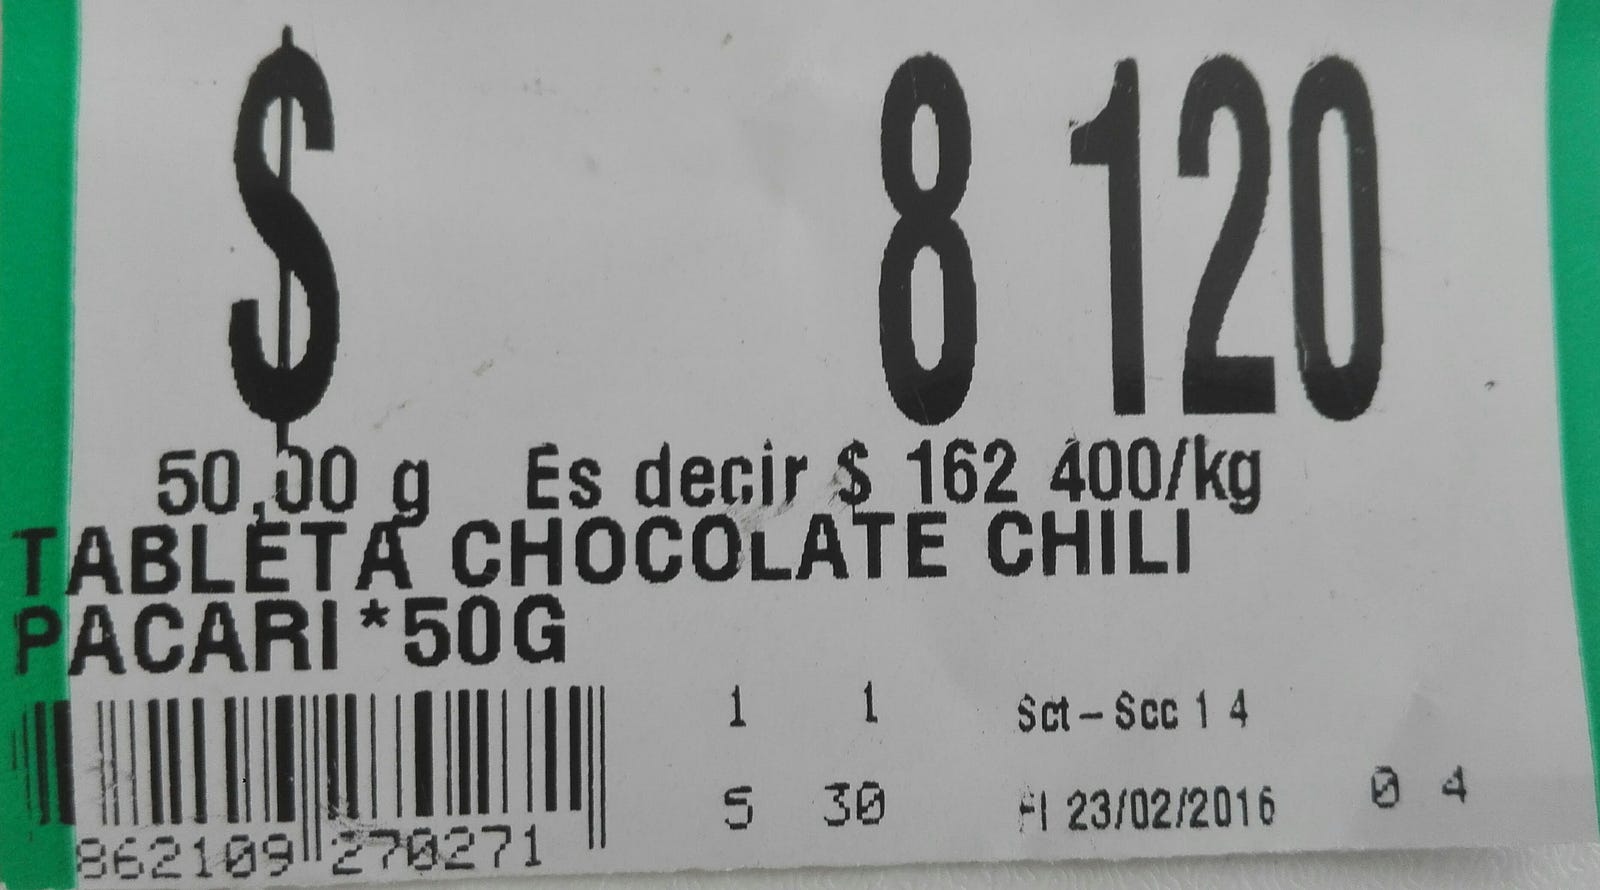 $ 8 120
50,00 g Es decir $ 162 400/kg
TABLETA CHOCOLATE CHILI
PACARI*50G
1 1 Sct-Scc 1 4
S 30 FI 23/02/2016 0 4
862109 270271